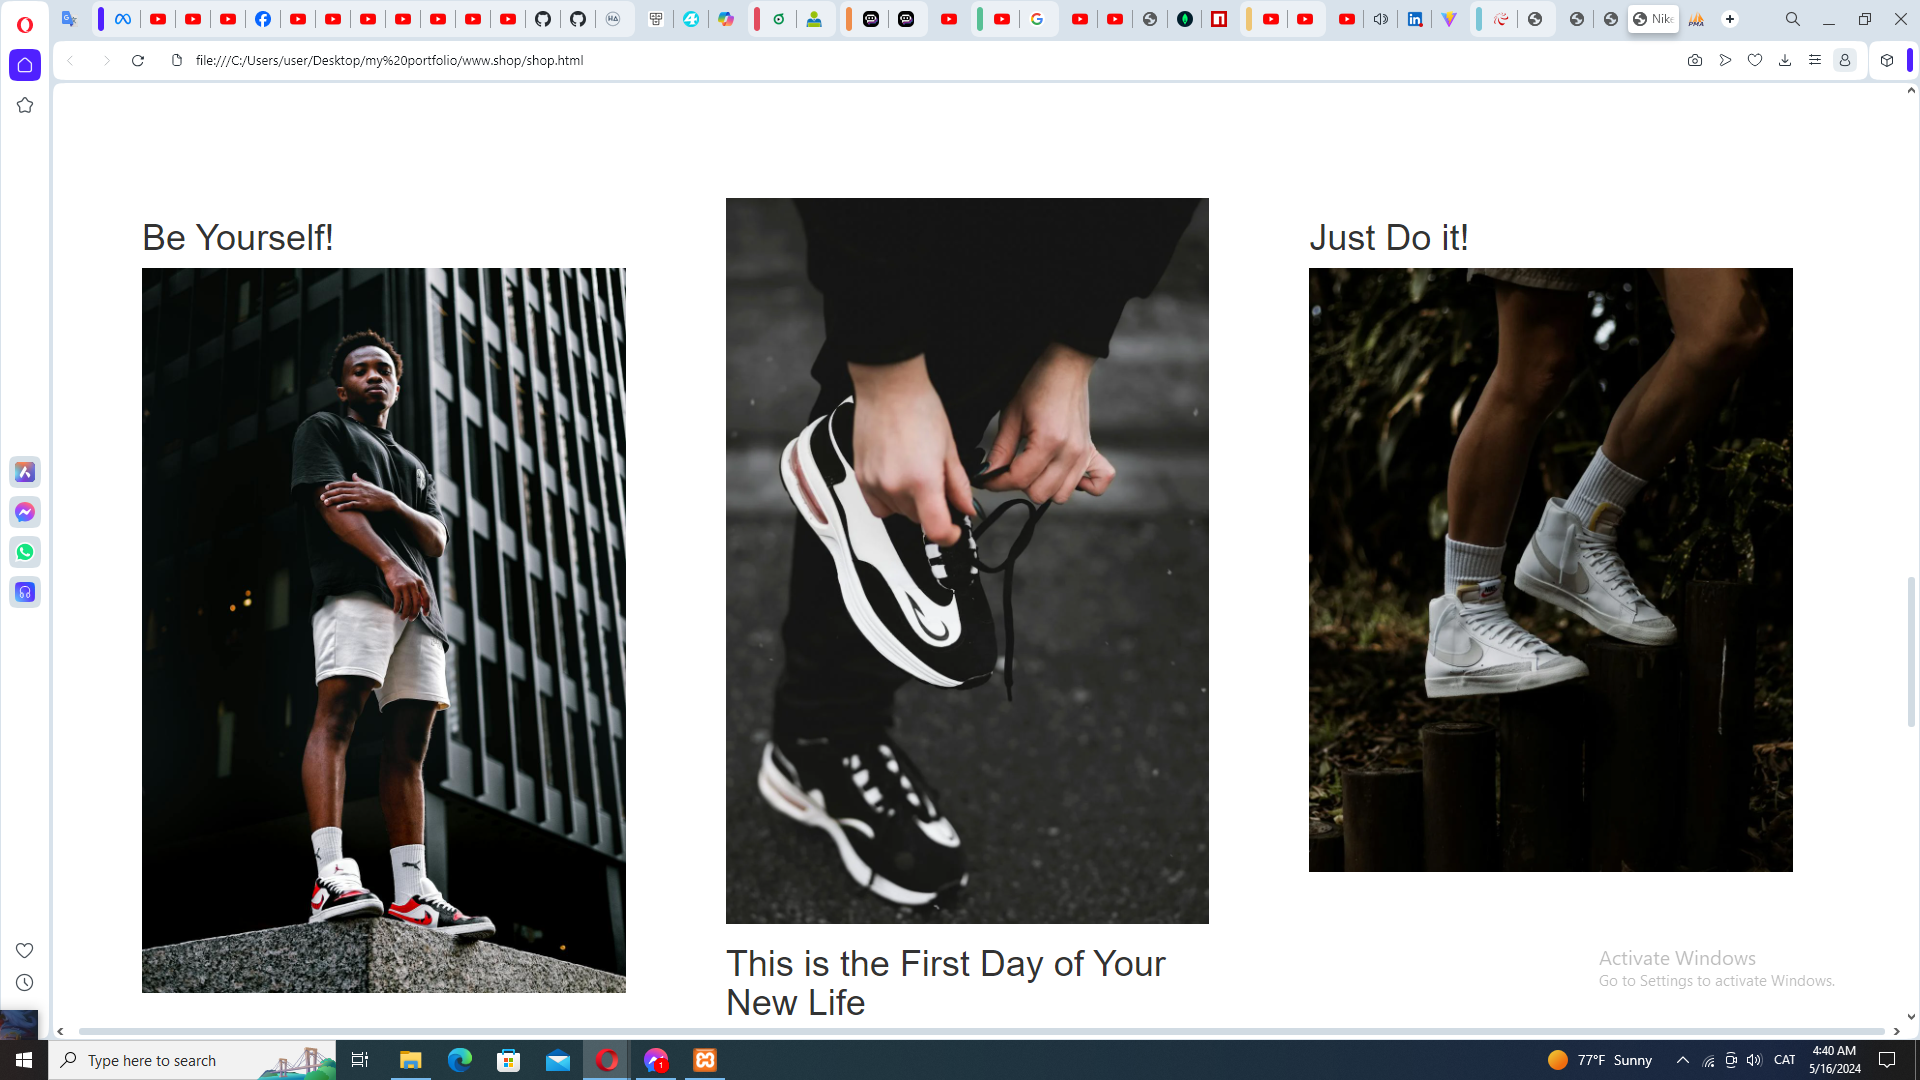 Nike
file:///C:/Users/user/Desktop/my%20portfolio/www.shop/shop.html
Be Yourself!
Just Do it!
This is the First Day of Your
New Life
Activate Windows
Go to Settings to activate Windows.
Type here to search
1
77°F Sunny
CAT
4:40 AM
5/16/2024